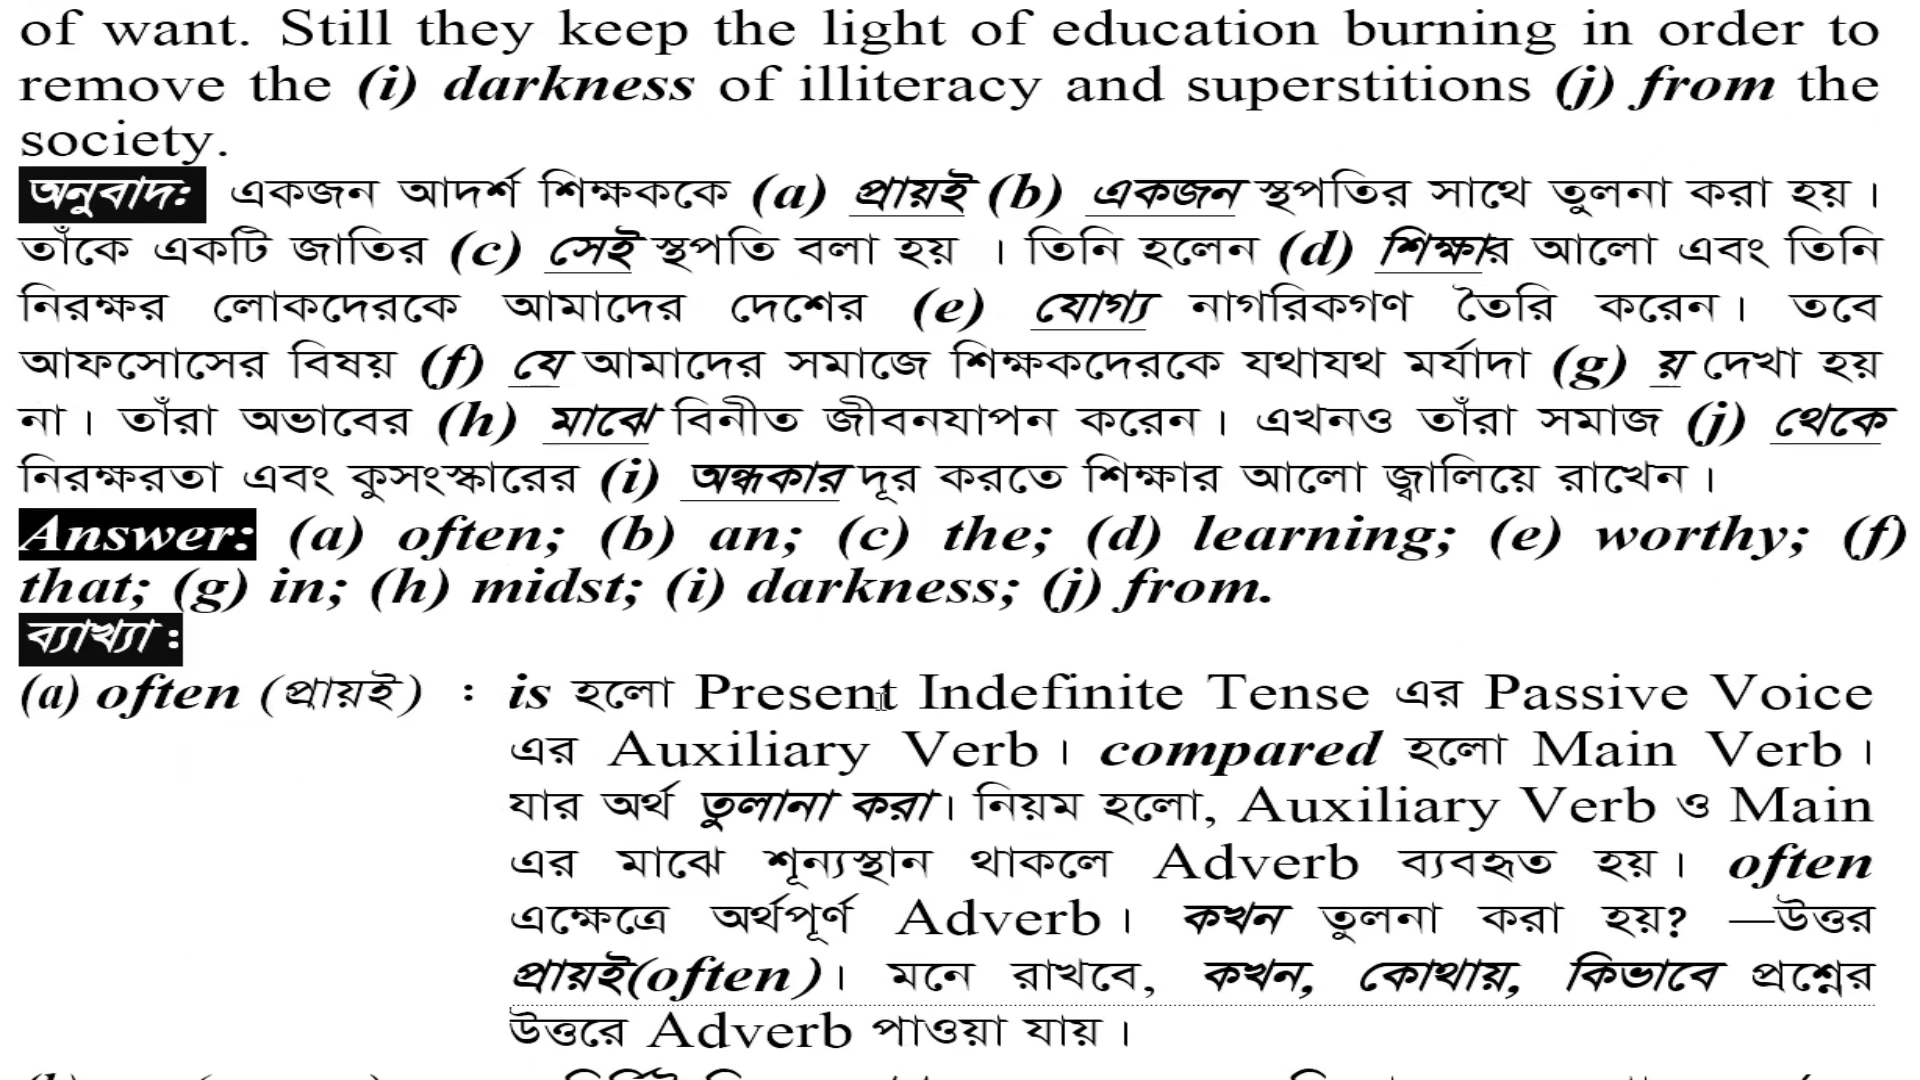 of want. Still they keep the light of education burning in order to
remove the (i) darkness of illiteracy and superstitions (j) from the
society.
অনুবাদ: একজন আদর্শ শিক্ষককে (a) প্রায়ই (b) একজন স্থপতির সাথে তুলনা করা হয়।
তাঁকে একটি জাতির (c) সেই স্থপতি বলা হয় । তিনি হলেন (d) শিক্ষার আলো এবং তিনি
নিরক্ষর লোকদেরকে আমাদের দেশের (e) যোগ্য নাগরিকগণ তৈরি করেন। তবে
আফসোসের বিষয় (f) যে আমাদের সমাজে শিক্ষকদেরকে যথাযথ মর্যাদা (g) য় দেখা হয়
না। তাঁরা অভাবের (h) মাঝে বিনীত জীবনযাপন করেন। এখনও তাঁরা সমাজ (j) থেকে
নিরক্ষরতা এবং কুসংস্কারের (i) অন্ধকার দূর করতে শিক্ষার আলো জ্বালিয়ে রাখেন।
Answer: (a) often; (b) an; (c) the; (d) learning; (e) worthy; (f)
that; (g) in; (h) midst; (i) darkness; (j) from.
ব্যাখ্যা :
(a) often (প্রায়ই) : is হলো Present Indefinite Tense এর Passive Voice
এর Auxiliary Verb। compared হলো Main Verb।
যার অর্থ তুলানা করা। নিয়ম হলো, Auxiliary Verb ও Main
এর মাঝে শূন্যস্থান থাকলে Adverb ব্যবহৃত হয়। often
এক্ষেত্রে অর্থপূর্ণ Adverb। কখন তুলনা করা হয়? —উত্তর
প্রায়ই(often)। মনে রাখবে, কখন, কোথায়, কিভাবে প্রশ্নের
উত্তরে Adverb পাওয়া যায়।